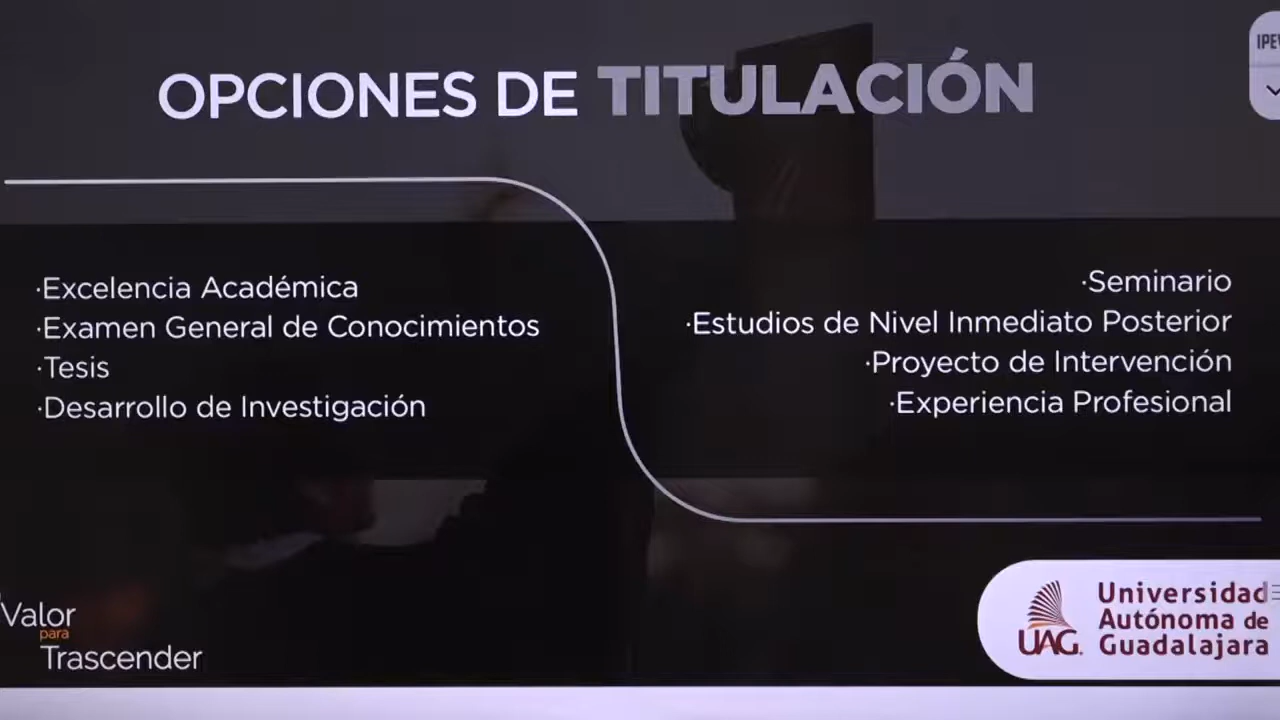 OPCIONES DE TITULACIÓN
·Excelencia Académica
·Examen General de Conocimientos
·Tesis
·Desarrollo de Investigación
·Seminario
·Estudios de Nivel Inmediato Posterior
·Proyecto de Intervención
·Experiencia Profesional
Valor
para
Trascender
UAG
Universidad
Autónoma de
Guadalajara